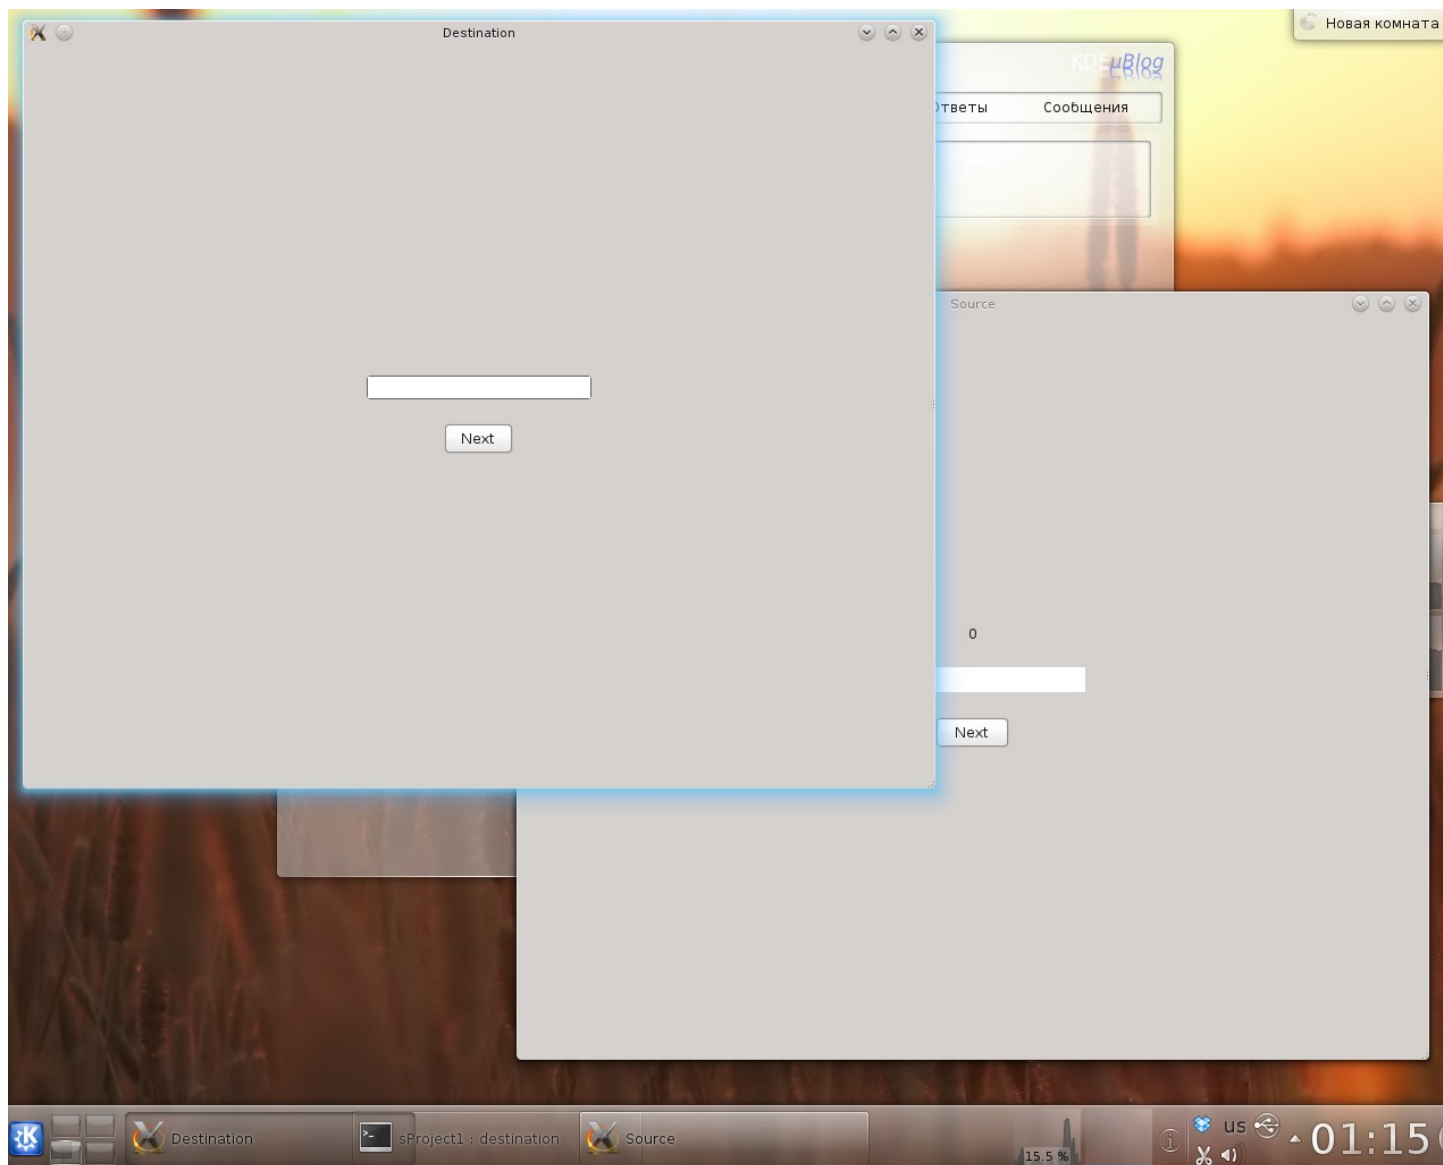 Destination
Новая комната
KDE µBlog
Ответы Сообщения
Source
Next
0
Next
Destination
sProject1 : destination
Source
15.5 %
us
01:15